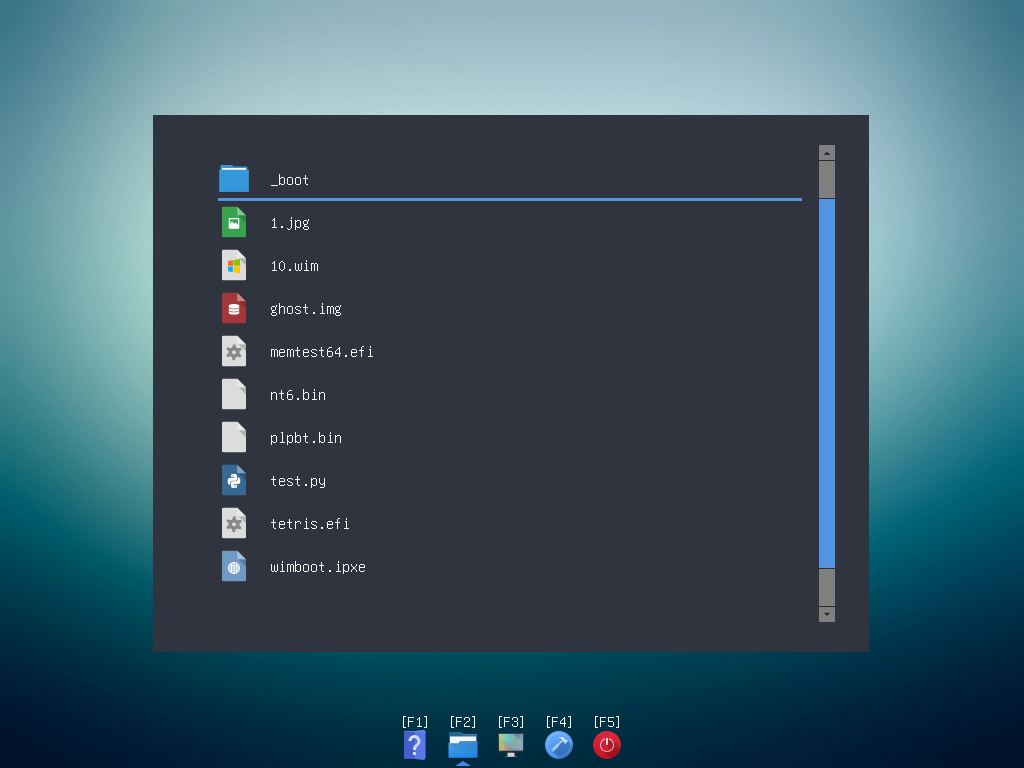 _boot
1.jpg
10.wim
ghost.img
memtest64.efi
nt6.bin
plpbt.bin
test.py
tetris.efi
wimboot.ipxe
[F1] [F2] [F3] [F4] [F5]
?